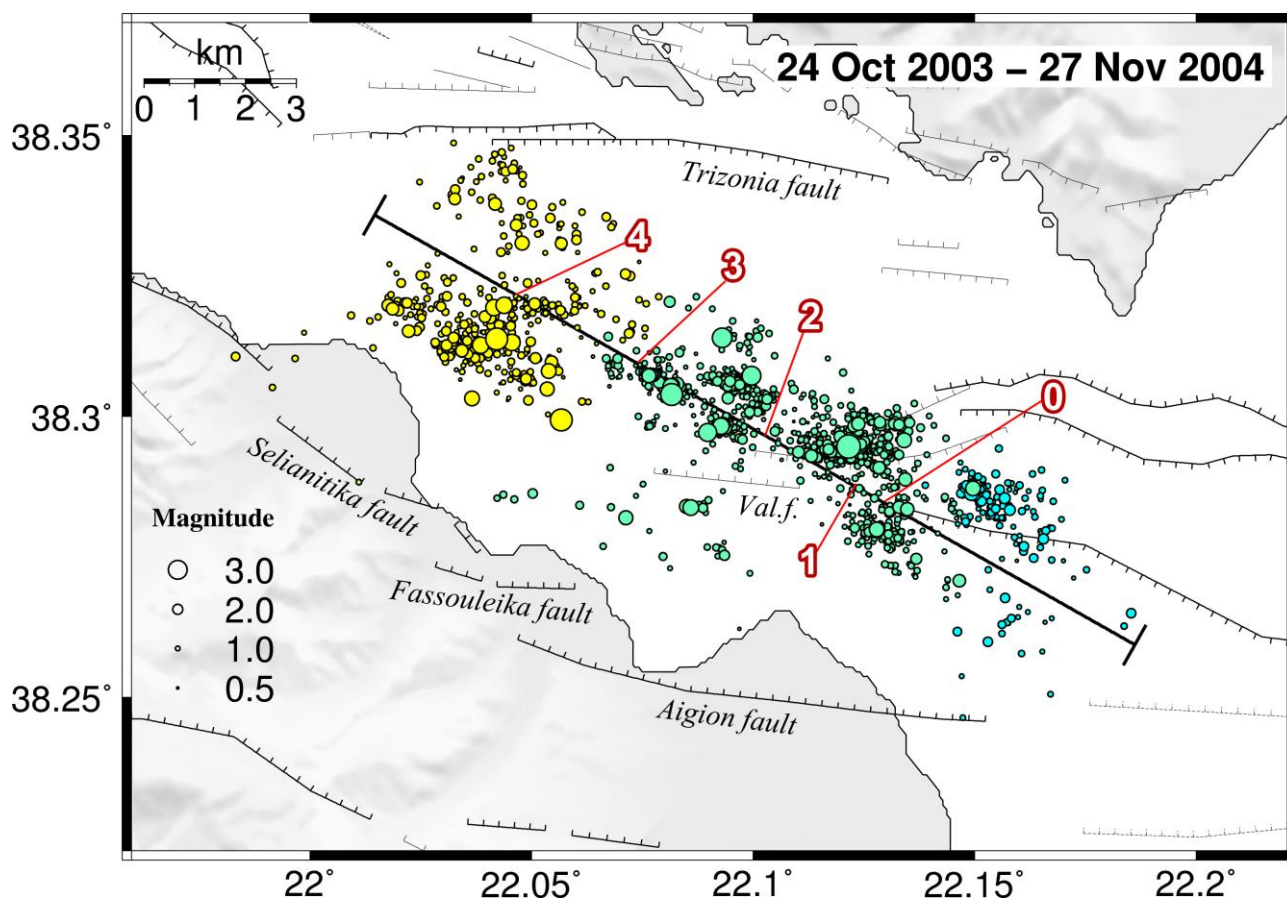 km
0 1 2 3
24 Oct 2003 – 27 Nov 2004
38.35°
Trizonia fault
4
3
2
0
38.3°
Selianitika fault
Val.f.
1
Magnitude
3.0
2.0
1.0
0.5
Fassouleika fault
38.25°
Aigion fault
22° 22.05° 22.1° 22.15° 22.2°